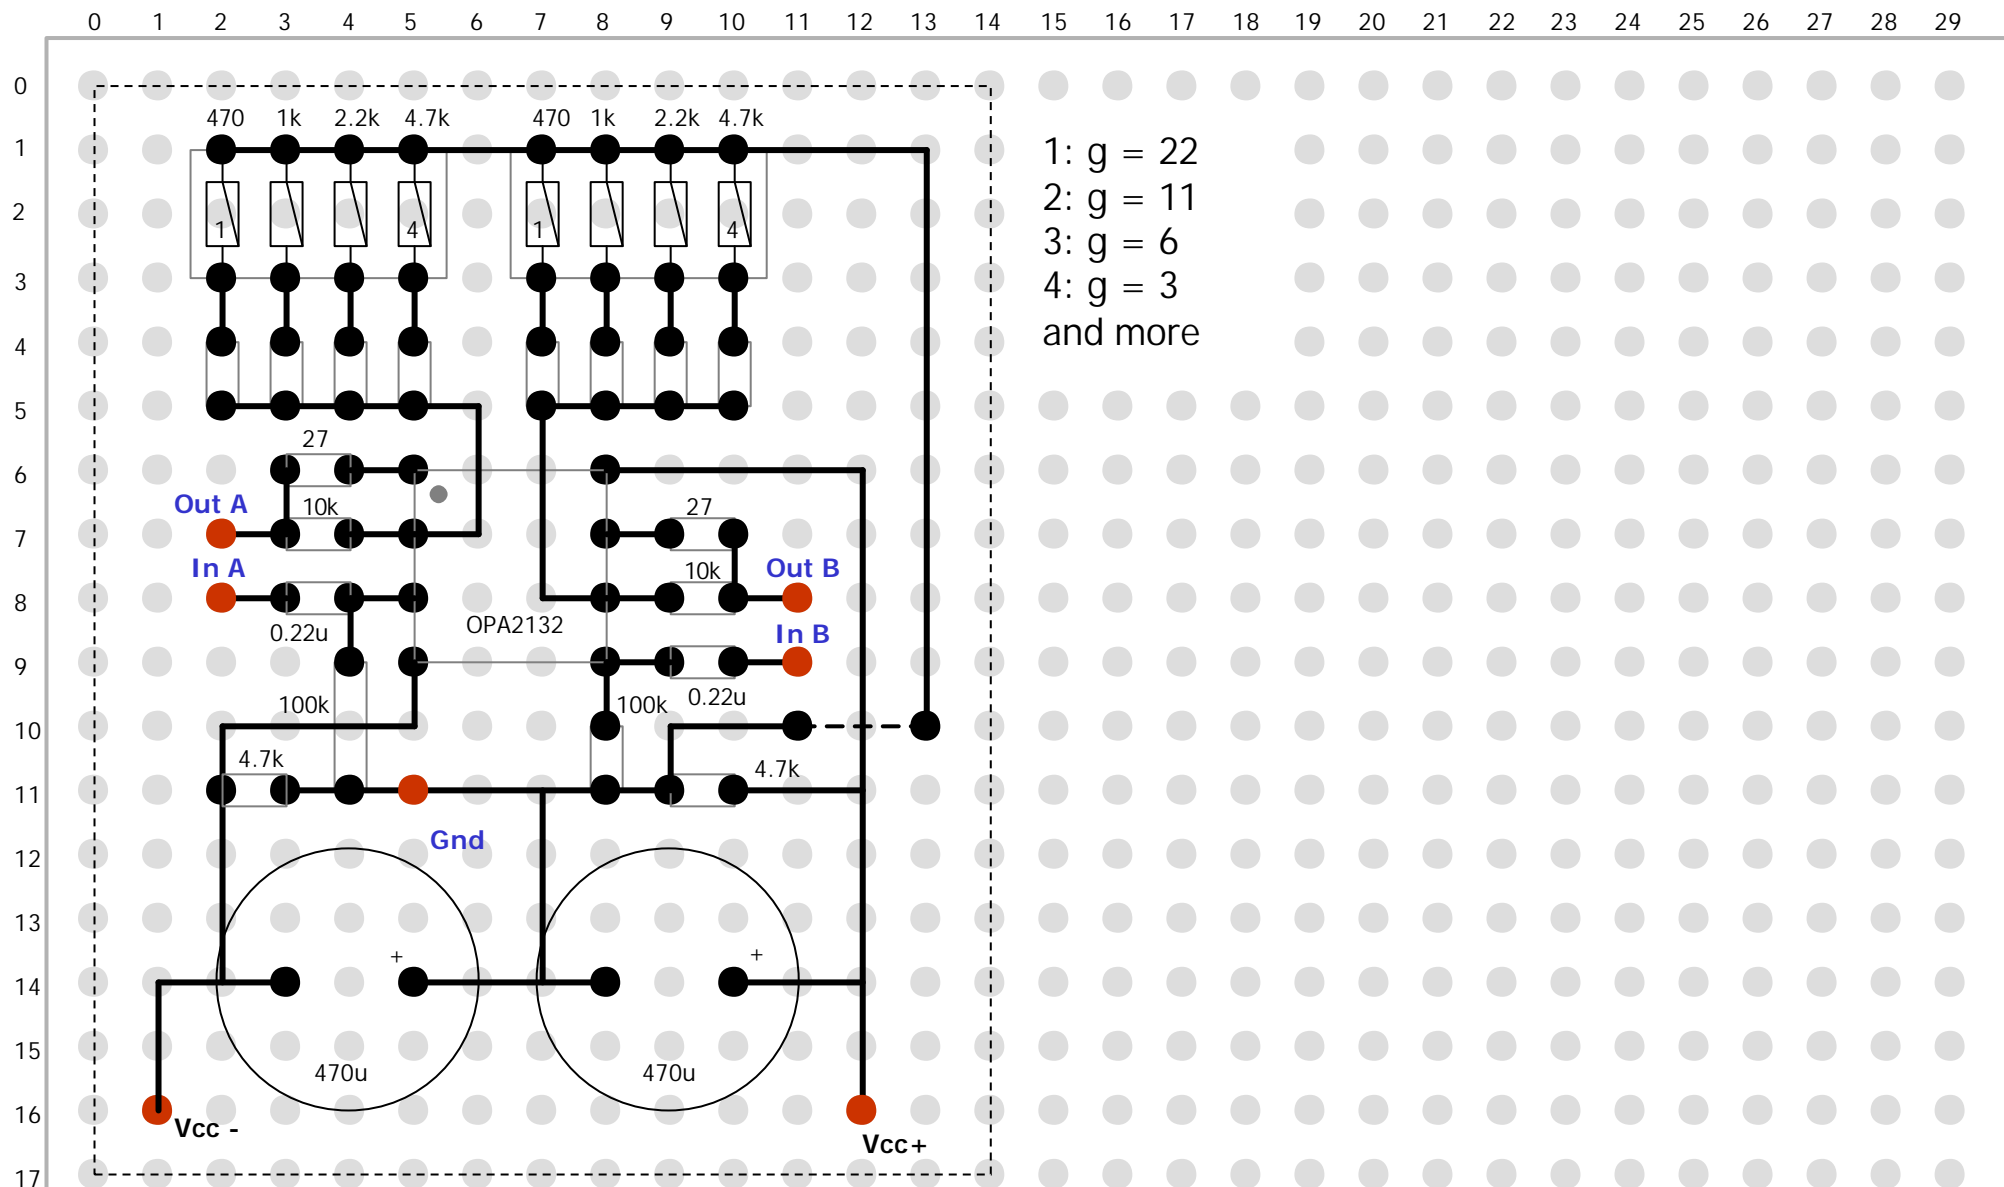 0 1 2 3 4 5 6 7 8 9 10 11 12 13 14 15 16 17 18 19 20 21 22 23 24 25 26 27 28 29
0
470 1k 2.2k 4.7k 470 1k 2.2k 4.7k
1
1: g = 22
2
2: g = 11
1 4 1 4
3: g = 6
3
4: g = 3
4
and more
5
27
6
Out A 10k 27
7
In A 10k Out B
8
0.22u OPA2132 In B
9
100k 100k 0.22u
10
4.7k 4.7k
11
Gnd
12
13
+ +
14
15
470u 470u
16
Vcc - Vcc+
17